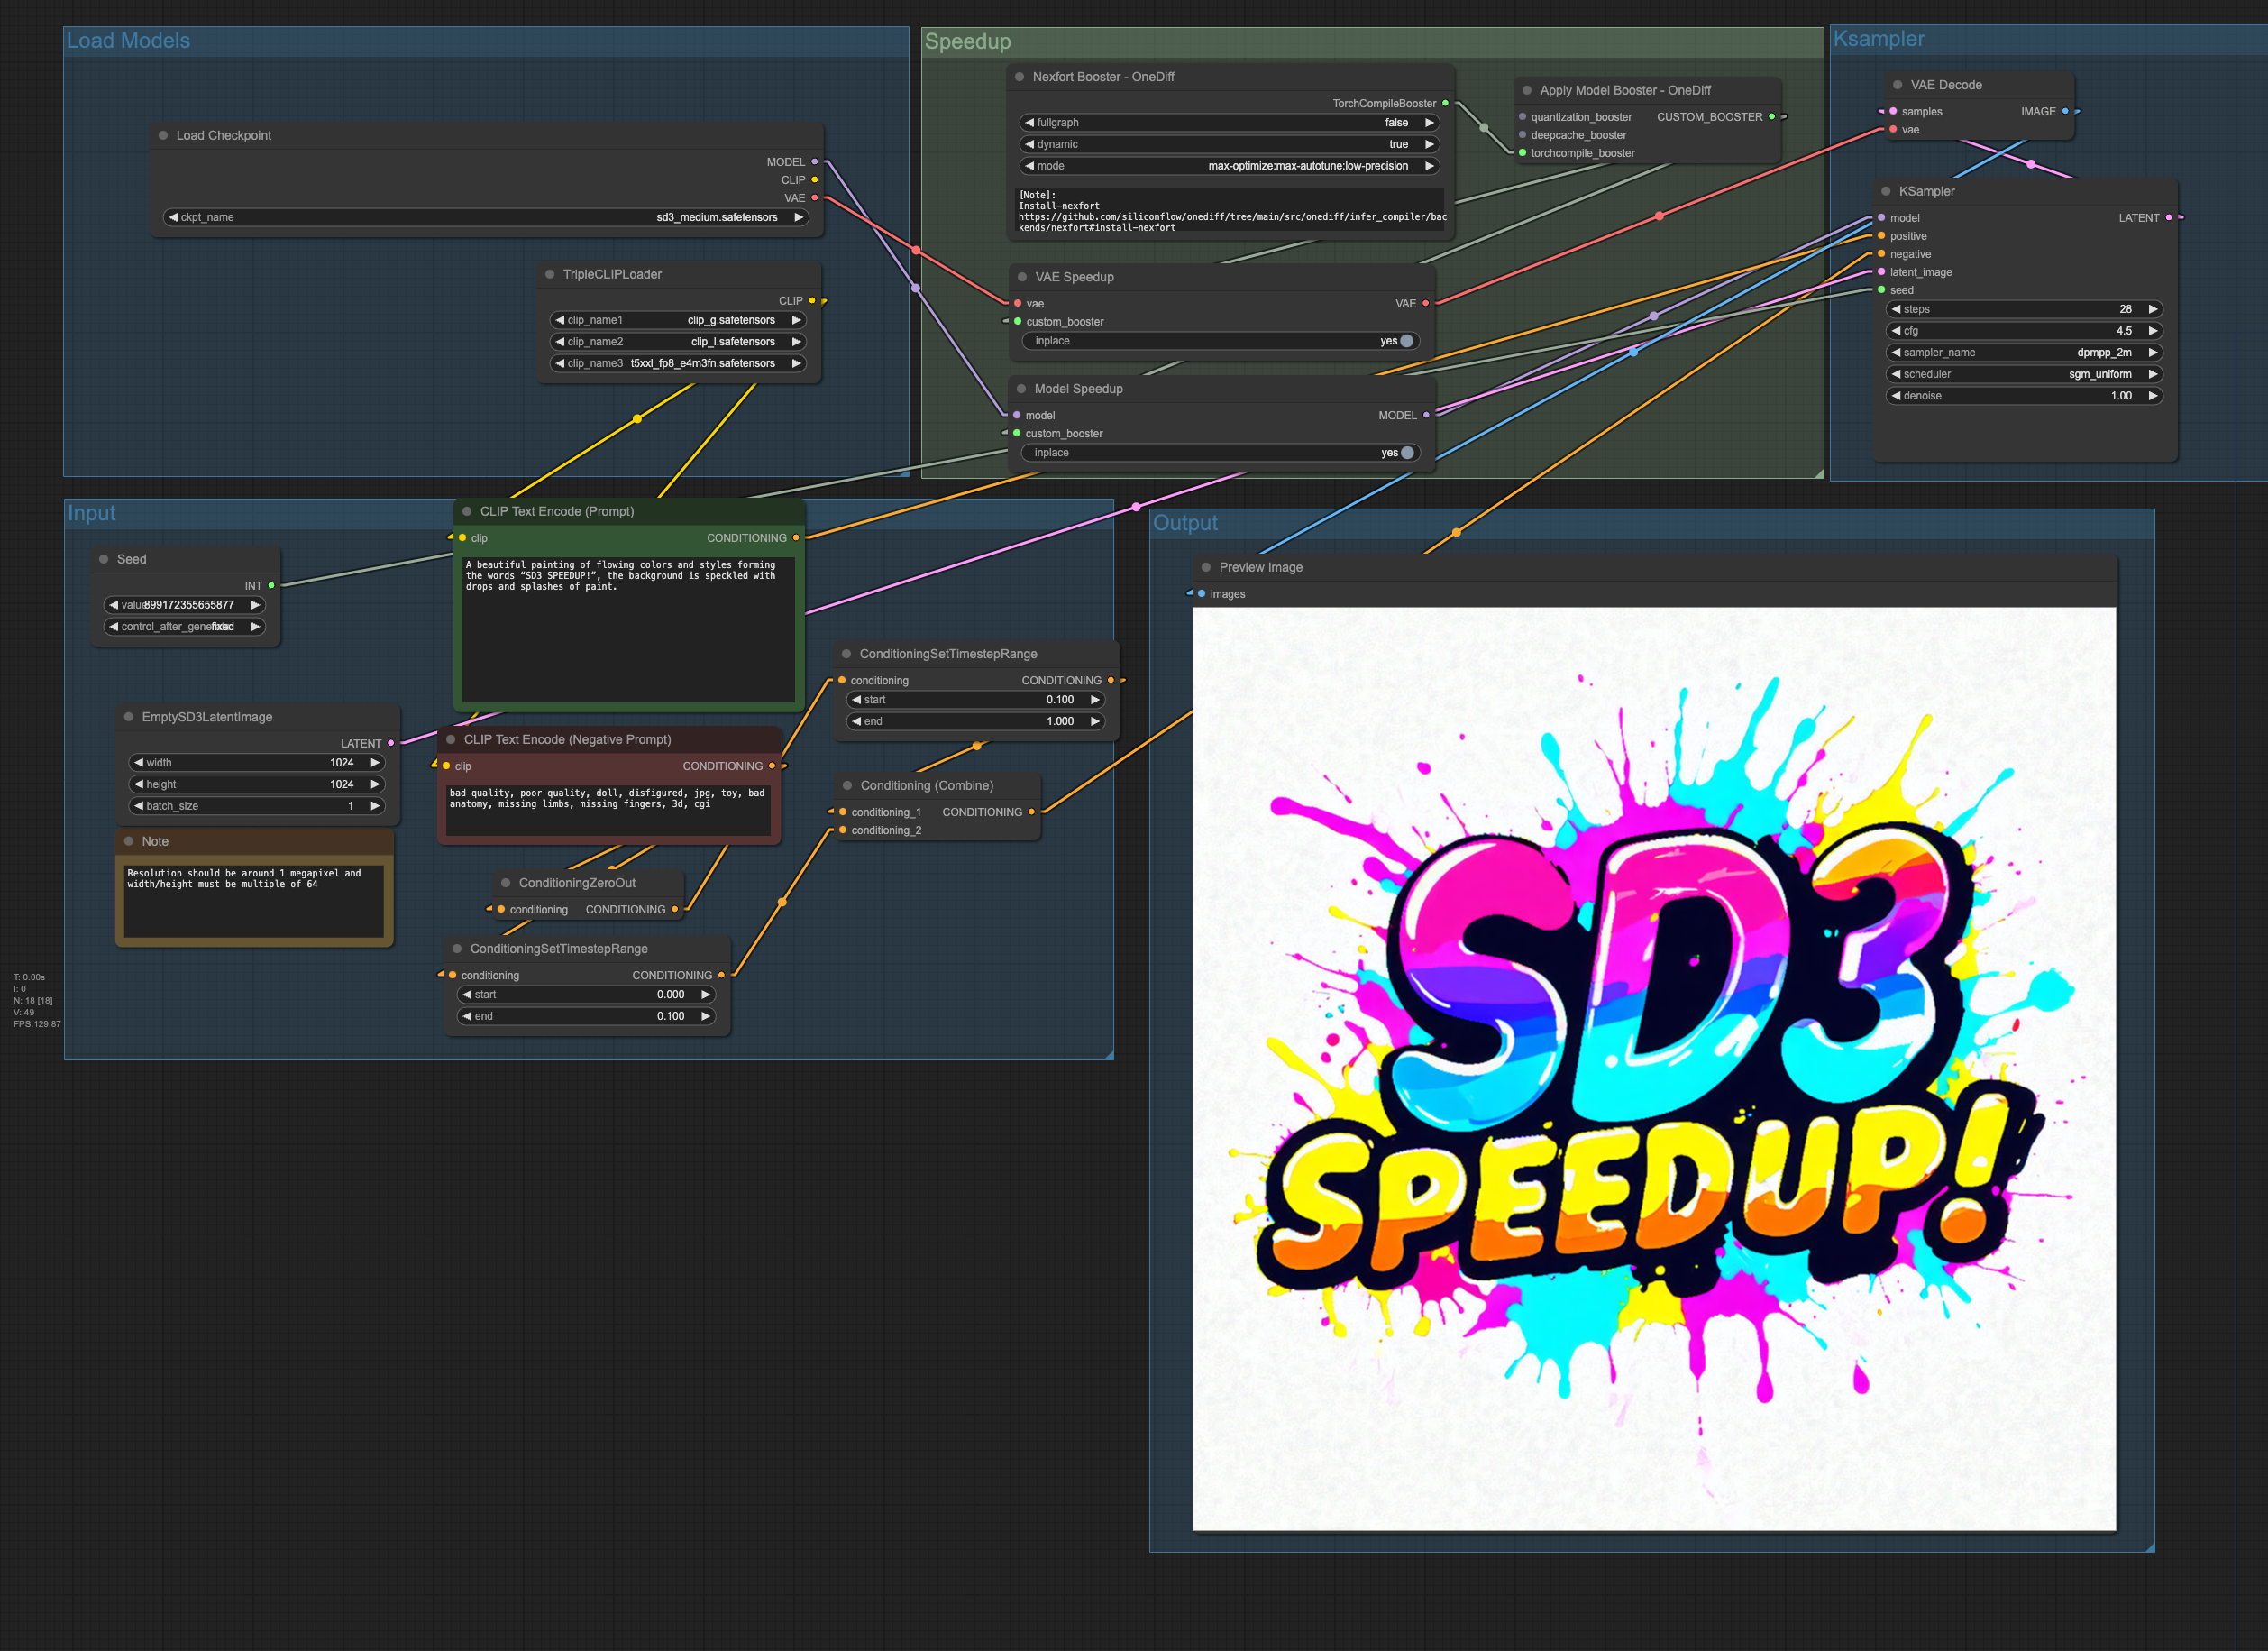 Load Models
Load Checkpoint
MODEL
CLIP
VAE
ckpt_name sd3_medium.safetensors
TripleCLIPLoader
CLIP
clip_name1 clip_g.safetensors
clip_name2 clip_l.safetensors
clip_name3 t5xxl_fp8_e4m3fn.safetensors
Speedup
Nexfort Booster - OneDiff
TorchCompileBooster
fullgraph false
dynamic true
mode max-optimize:max-autotune:low-precision
[Note]:
Install-nexfort
https://github.com/siliconflow/onediff/tree/main/src/onediff/infer_compiler/bac
kends/nexfort#install-nexfort
Apply Model Booster - OneDiff
quantization_booster CUSTOM_BOOSTER
deepcache_booster
torchcompile_booster
VAE Speedup
vae VAE
custom_booster
inplace yes
Model Speedup
model MODEL
custom_booster
inplace yes
Ksampler
VAE Decode
samples IMAGE
vae
KSampler
model LATENT
positive
negative
latent_image
seed
steps 28
cfg 4.5
sampler_name dpmpp_2m
scheduler sgm_uniform
denoise 1.00
Input
Seed
INT
899172355655877
fixed
CLIP Text Encode (Prompt)
clip CONDITIONING
A beautiful painting of flowing colors and styles forming
the words “SD3 SPEEDUP!”, the background is speckled with
drops and splashes of paint.
EmptySD3LatentImage
LATENT
width 1024
height 1024
batch_size 1
Note
Resolution should be around 1 megapixel and
width/height must be multiple of 64
CLIP Text Encode (Negative Prompt)
clip CONDITIONING
bad quality, poor quality, doll, disfigured, jpg, toy, bad
anatomy, missing limbs, missing fingers, 3d, cgi
ConditioningZeroOut
conditioning CONDITIONING
ConditioningSetTimestepRange
conditioning CONDITIONING
start 0.000
end 0.100
ConditioningSetTimestepRange
conditioning CONDITIONING
start 0.100
end 1.000
Conditioning (Combine)
conditioning_1 CONDITIONING
conditioning_2
T: 0.00s
I: 0
N: 18 [18]
V: 49
FPS:129.87
Output
Preview Image
images
SD3
SPEEDUP!